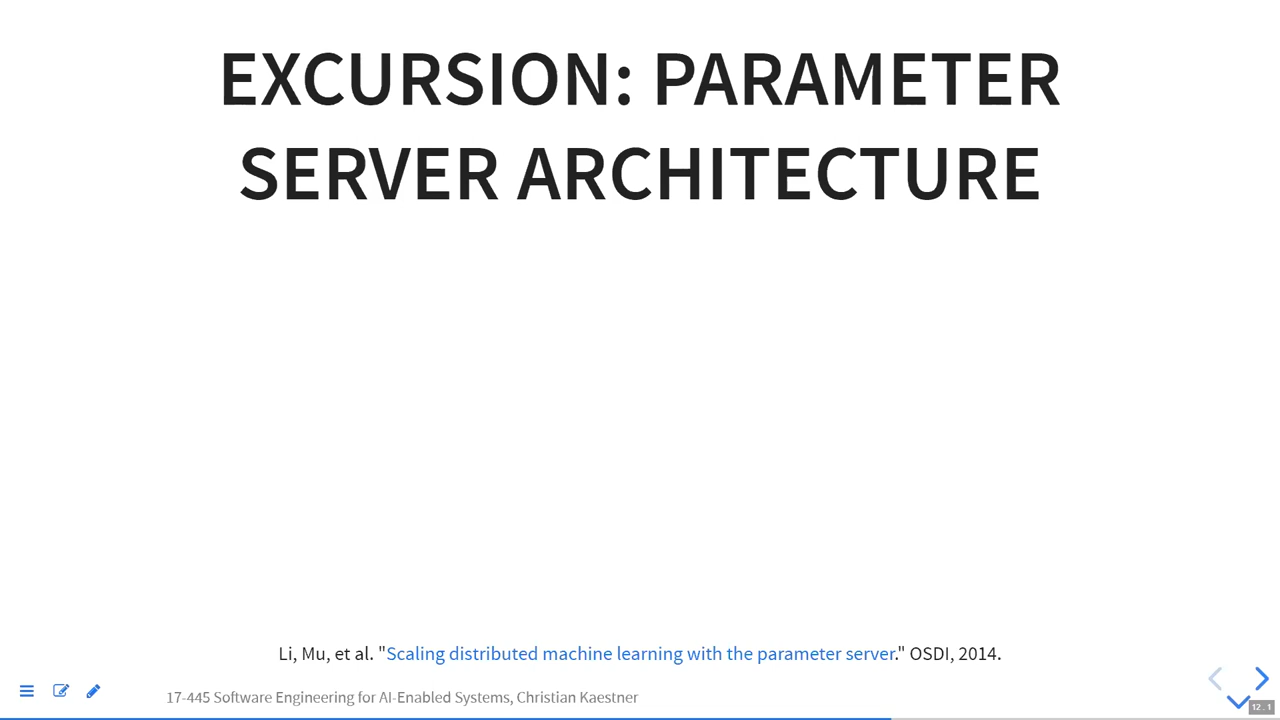 EXCURSION: PARAMETER
SERVER ARCHITECTURE
Li, Mu, et al. "Scaling distributed machine learning with the parameter server." OSDI, 2014.
17-445 Software Engineering for AI-Enabled Systems, Christian Kaestner
12.1